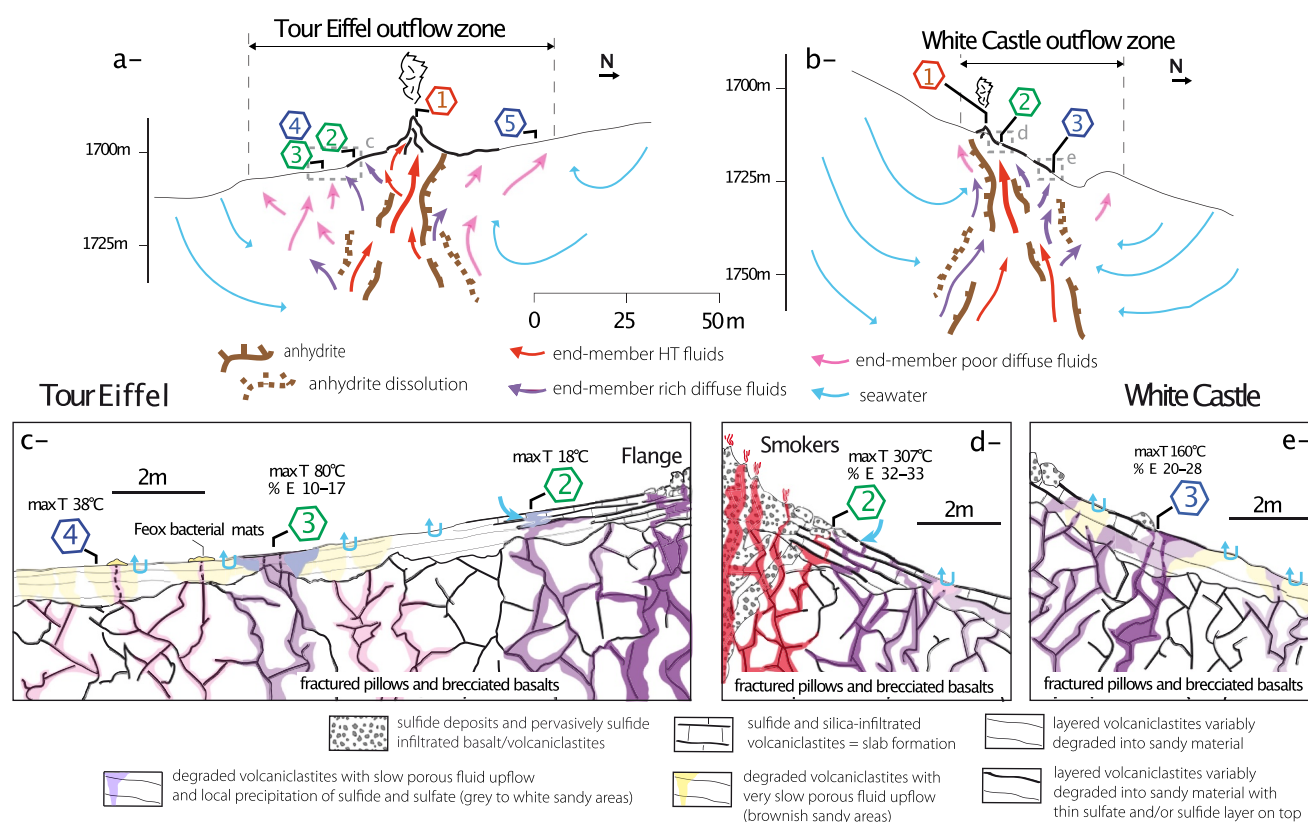 Tour Eiffel outflow zone
a–
N
1
4
2
c
3
5
1700m
1725m
0 25 50 m
White Castle outflow zone
b–
N
1
2
3
d
e
1700m
1725m
1750m
anhydrite
anhydrite dissolution
end-member HT fluids
end-member rich diffuse fluids
end-member poor diffuse fluids
seawater
Tour Eiffel
White Castle
c–
2m
max T 38°C
4
Feox bacterial mats
max T 80°C
% E 10–17
3
max T 18°C
2
Flange
fractured pillows and brecciated basalts
d–
Smokers
max T 307°C
% E 32–33
2
2m
fractured pillows and brecciated basalts
e–
max T 160°C
% E 20–28
3
2m
fractured pillows and brecciated basalts
sulfide deposits and pervasively sulfide
infiltrated basalt/volcaniclastites
sulfide and silica-infiltrated
volcaniclastites = slab formation
layered volcaniclastites variably
degraded into sandy material
degraded volcaniclastites with slow porous fluid upflow
and local precipitation of sulfide and sulfate (grey to white sandy areas)
degraded volcaniclastites with
very slow porous fluid upflow
(brownish sandy areas)
layered volcaniclastites variably
degraded into sandy material with
thin sulfate and/or sulfide layer on top